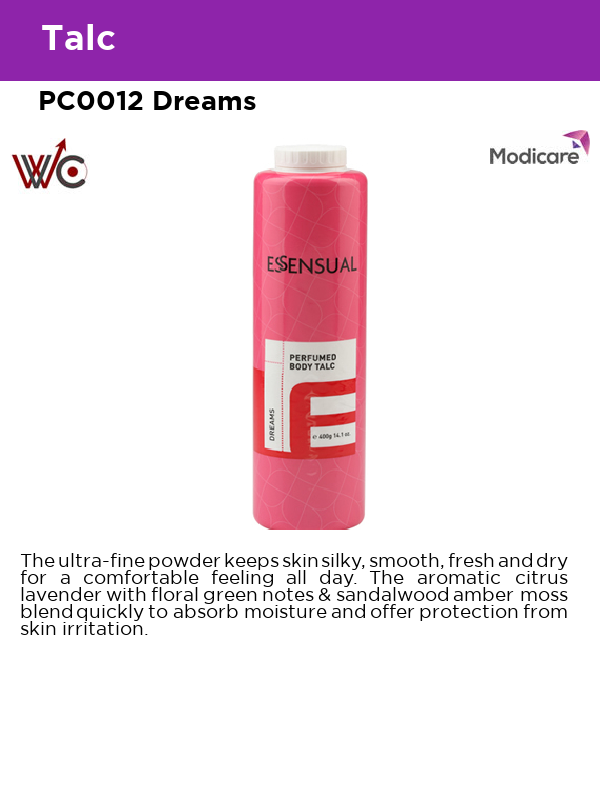 Talc
PC0012 Dreams
WC
Modicare
ESSENSUAL
PERFUMED
BODY TALC
DREAMS
e 400g 14.1 oz.
The ultra-fine powder keeps skin silky, smooth, fresh and dry
for a comfortable feeling all day. The aromatic citrus
lavender with floral green notes & sandalwood amber moss
blend quickly to absorb moisture and offer protection from
skin irritation.